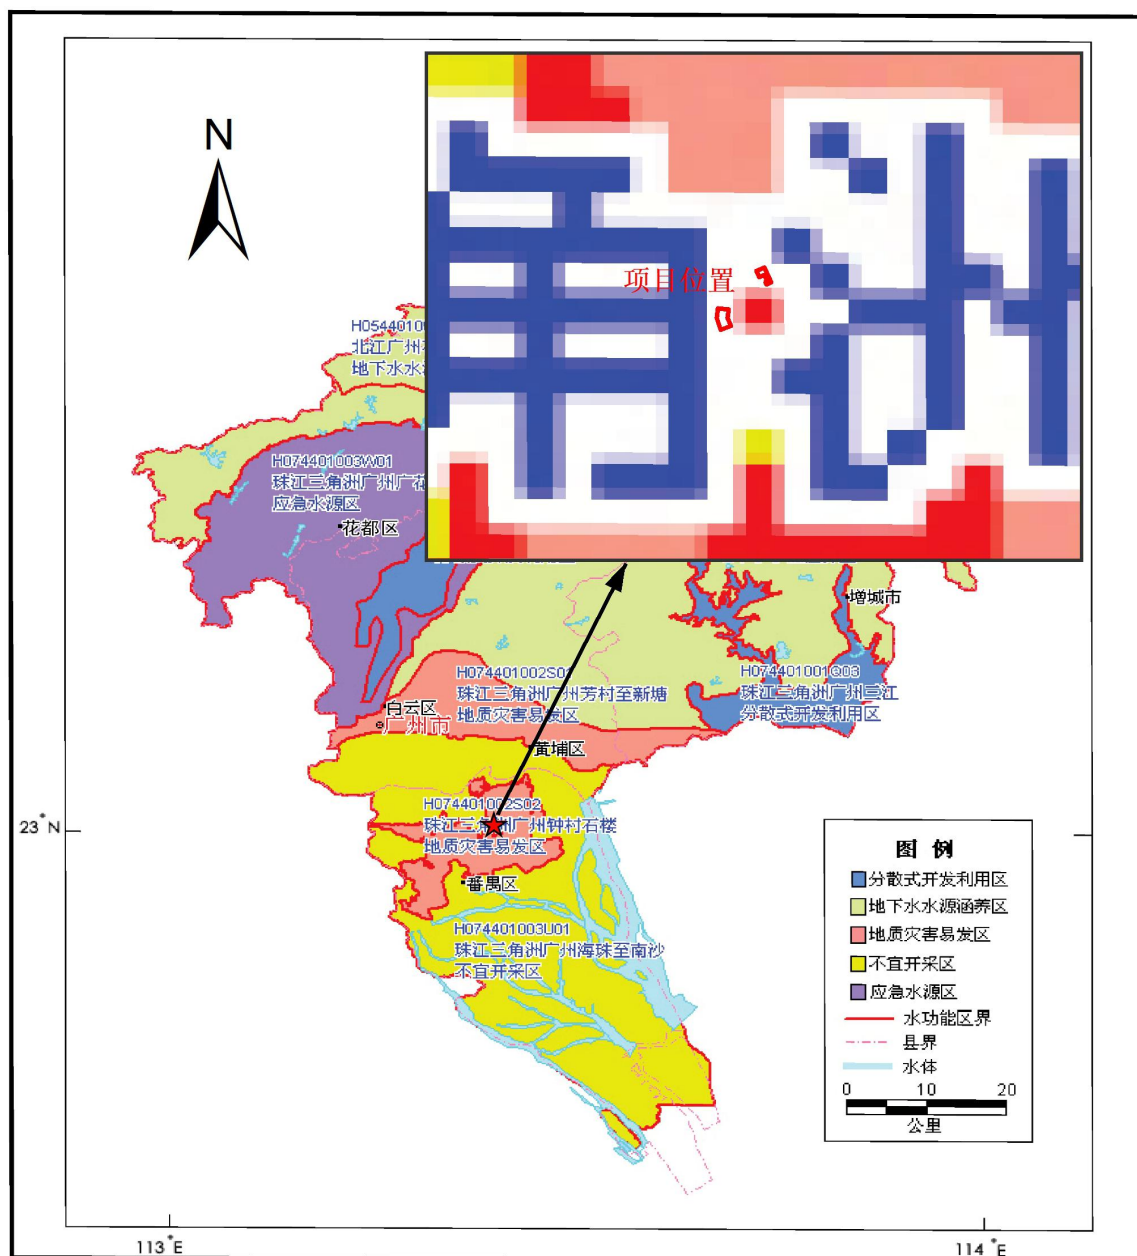 N
项目位置
H05440100
北江广州
地下水水
H074401003W01
珠江三角洲广州广花
应急水源区
花都区
增城市
H074401002S01
珠江三角洲广州芳村至新塘
地质灾害易发区
H074401001Q03
珠江三角洲广州三江
分散式开发利用区
白云区
广州市
黄埔区
H074401002S02
珠江三角洲广州钟村石楼
地质灾害易发区
23°N
番禺区
H074401003U01
珠江三角洲广州海珠至南沙
不宜开采区
图 例
分散式开发利用区
地下水水源涵养区
地质灾害易发区
不宜开采区
应急水源区
水功能区界
县界
水体
0 10 20
公里
113°E
114°E